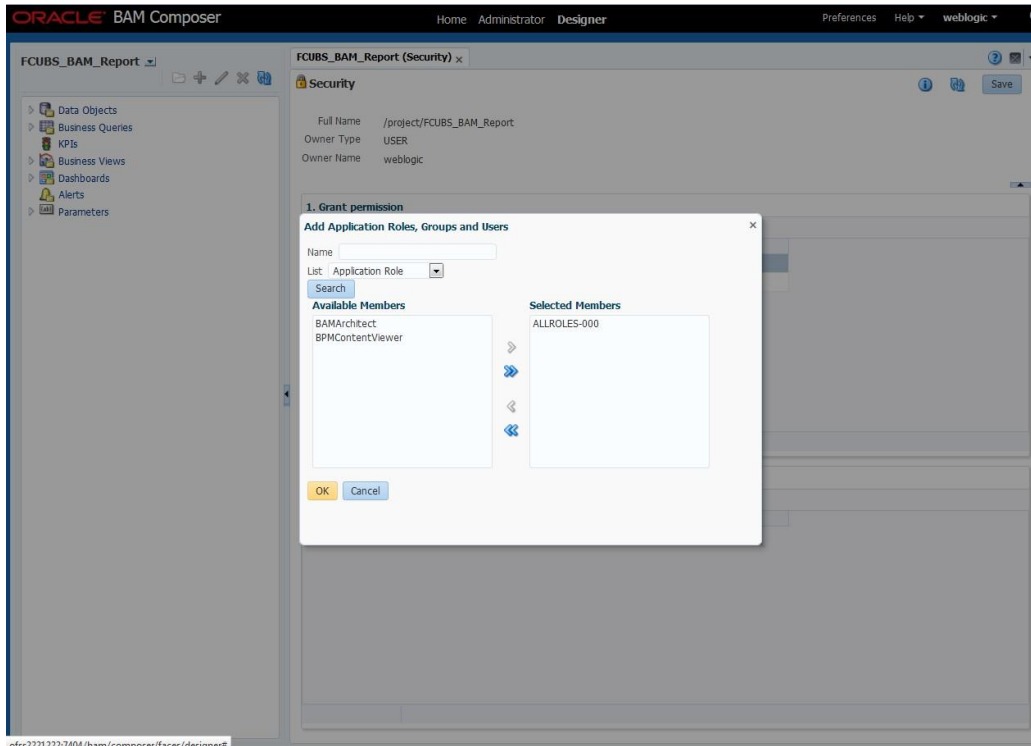 ORACLE BAM Composer
Home Administrator Designer
Preferences Help weblogic
FCUBS_BAM_Report
Data Objects
Business Queries
KPIs
Business Views
Dashboards
Alerts
Parameters
FCUBS_BAM_Report (Security) ×
Security
Save
Full Name /project/FCUBS_BAM_Report
Owner Type USER
Owner Name weblogic
1. Grant permission
Add Application Roles, Groups and Users
Name
List Application Role
Search
Available Members
BAMArchitect
BPMContentViewer
Selected Members
ALLROLES-000
OK Cancel